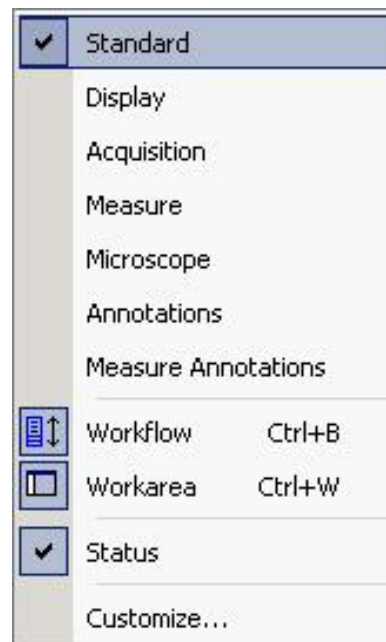 Standard
Display
Acquisition
Measure
Microscope
Annotations
Measure Annotations
Workflow Ctrl+B
Workarea Ctrl+W
Status
Customize...